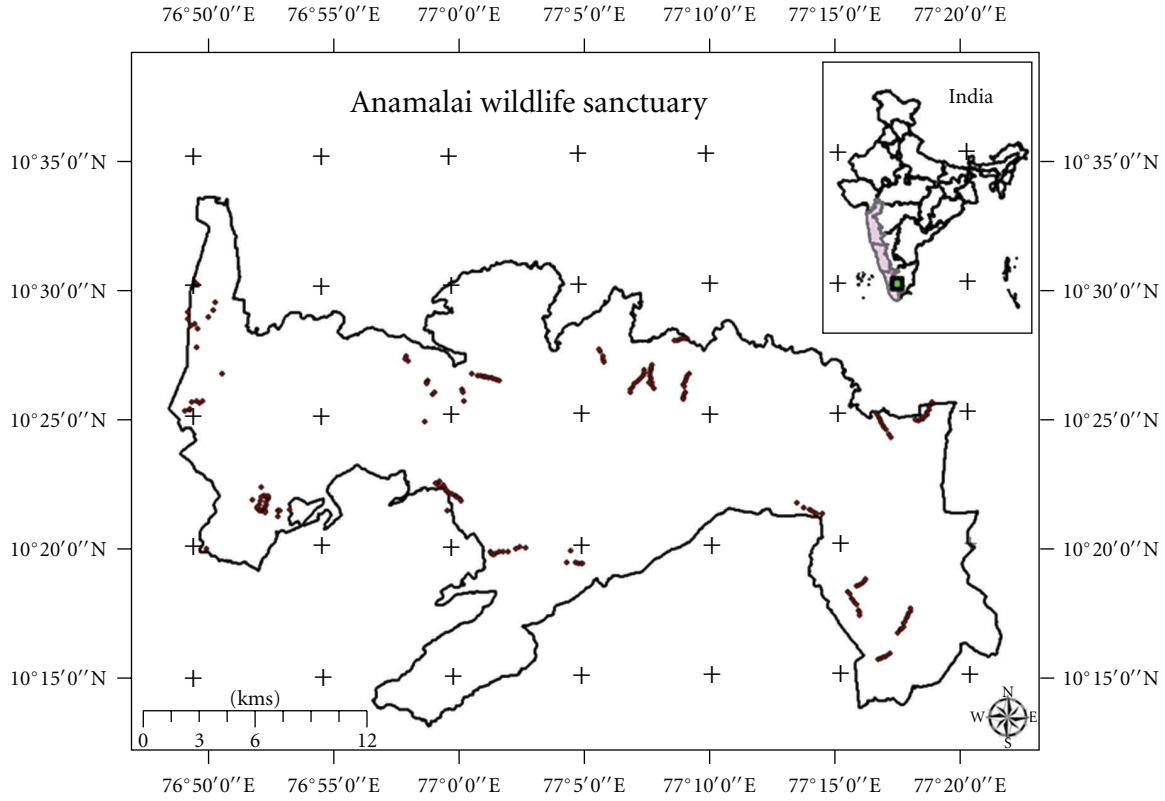 76°50′0′′E 76°55′0′′E 77°0′0′′E 77°5′0′′E 77°10′0′′E 77°15′0′′E 77°20′0′′E
Anamalai wildlife sanctuary
India
10°35′0′′N 10°35′0′′N
10°30′0′′N 10°30′0′′N
10°25′0′′N 10°25′0′′N
10°20′0′′N 10°20′0′′N
10°15′0′′N 10°15′0′′N
(kms)
0 3 6 12
N
W E
S
76°50′0′′E 76°55′0′′E 77°0′0′′E 77°5′0′′E 77°10′0′′E 77°15′0′′E 77°20′0′′E